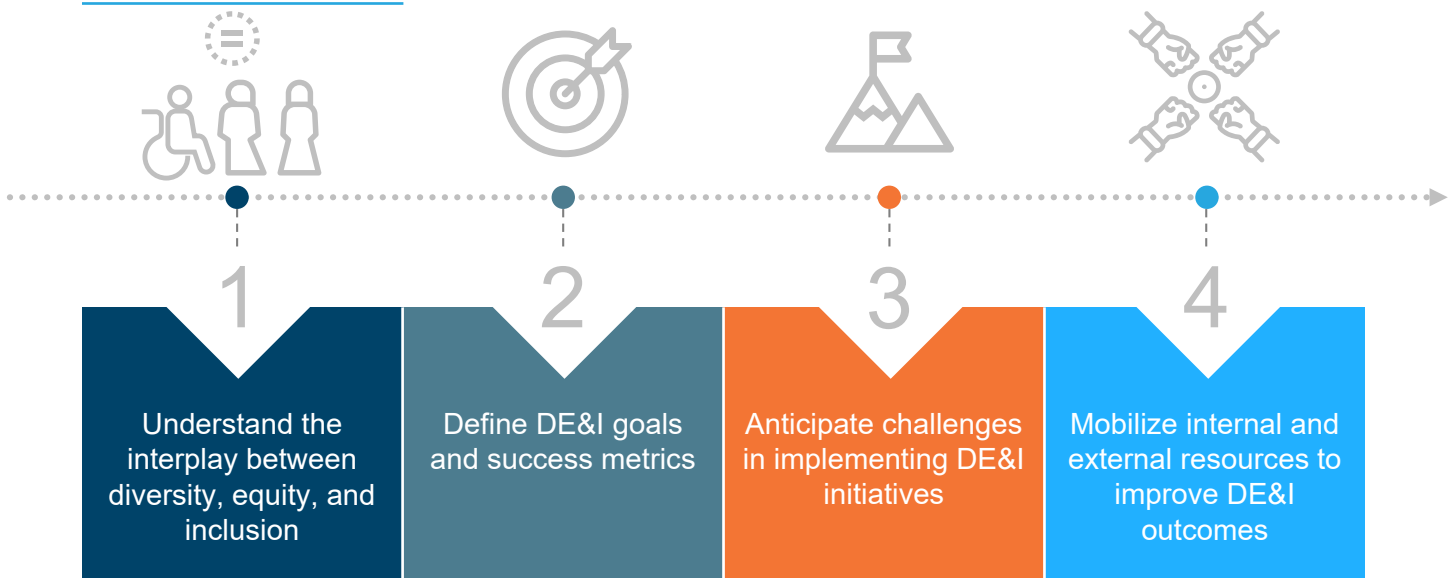 1
Understand the
interplay between
diversity, equity, and
inclusion
2
Define DE&I goals
and success metrics
3
Anticipate challenges
in implementing DE&I
initiatives
4
Mobilize internal and
external resources to
improve DE&I
outcomes